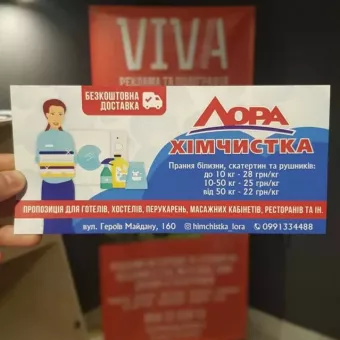 VIVA
РЕКЛАМА ТА ПОЛІГРАФІЯ
БЕЗКОШТОВНА
ДОСТАВКА
ЛОРА
ХІМЧИСТКА
Прання білизни, скатертин та рушників:
до 10 кг - 28 грн/кг
10-50 кг - 25 грн/кг
від 50 кг - 22 грн/кг
ПРОПОЗИЦІЯ ДЛЯ ГОТЕЛІВ, ХОСТЕЛІВ, ПЕРУКАРЕНЬ, МАСАЖНИХ КАБІНЕТІВ, РЕСТОРАНІВ ТА ІН.
вул. Героїв Майдану, 160 himchistka_lora 0991334488